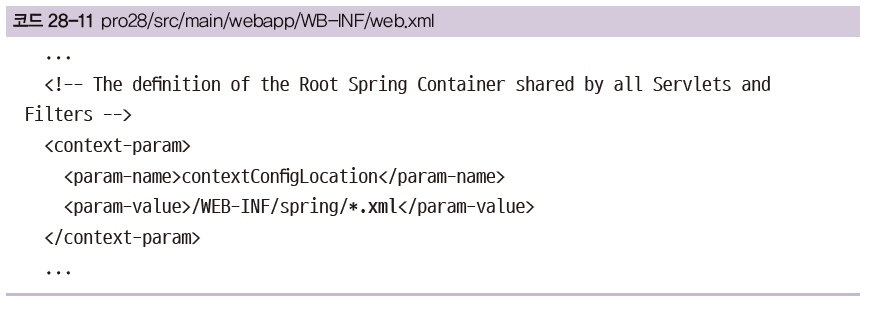 코드 28-11 pro28/src/main/webapp/WB-INF/web.xml
...
<!-- The definition of the Root Spring Container shared by all Servlets and
Filters -->
<context-param>
<param-name>contextConfigLocation</param-name>
<param-value>/WEB-INF/spring/*.xml</param-value>
</context-param>
...